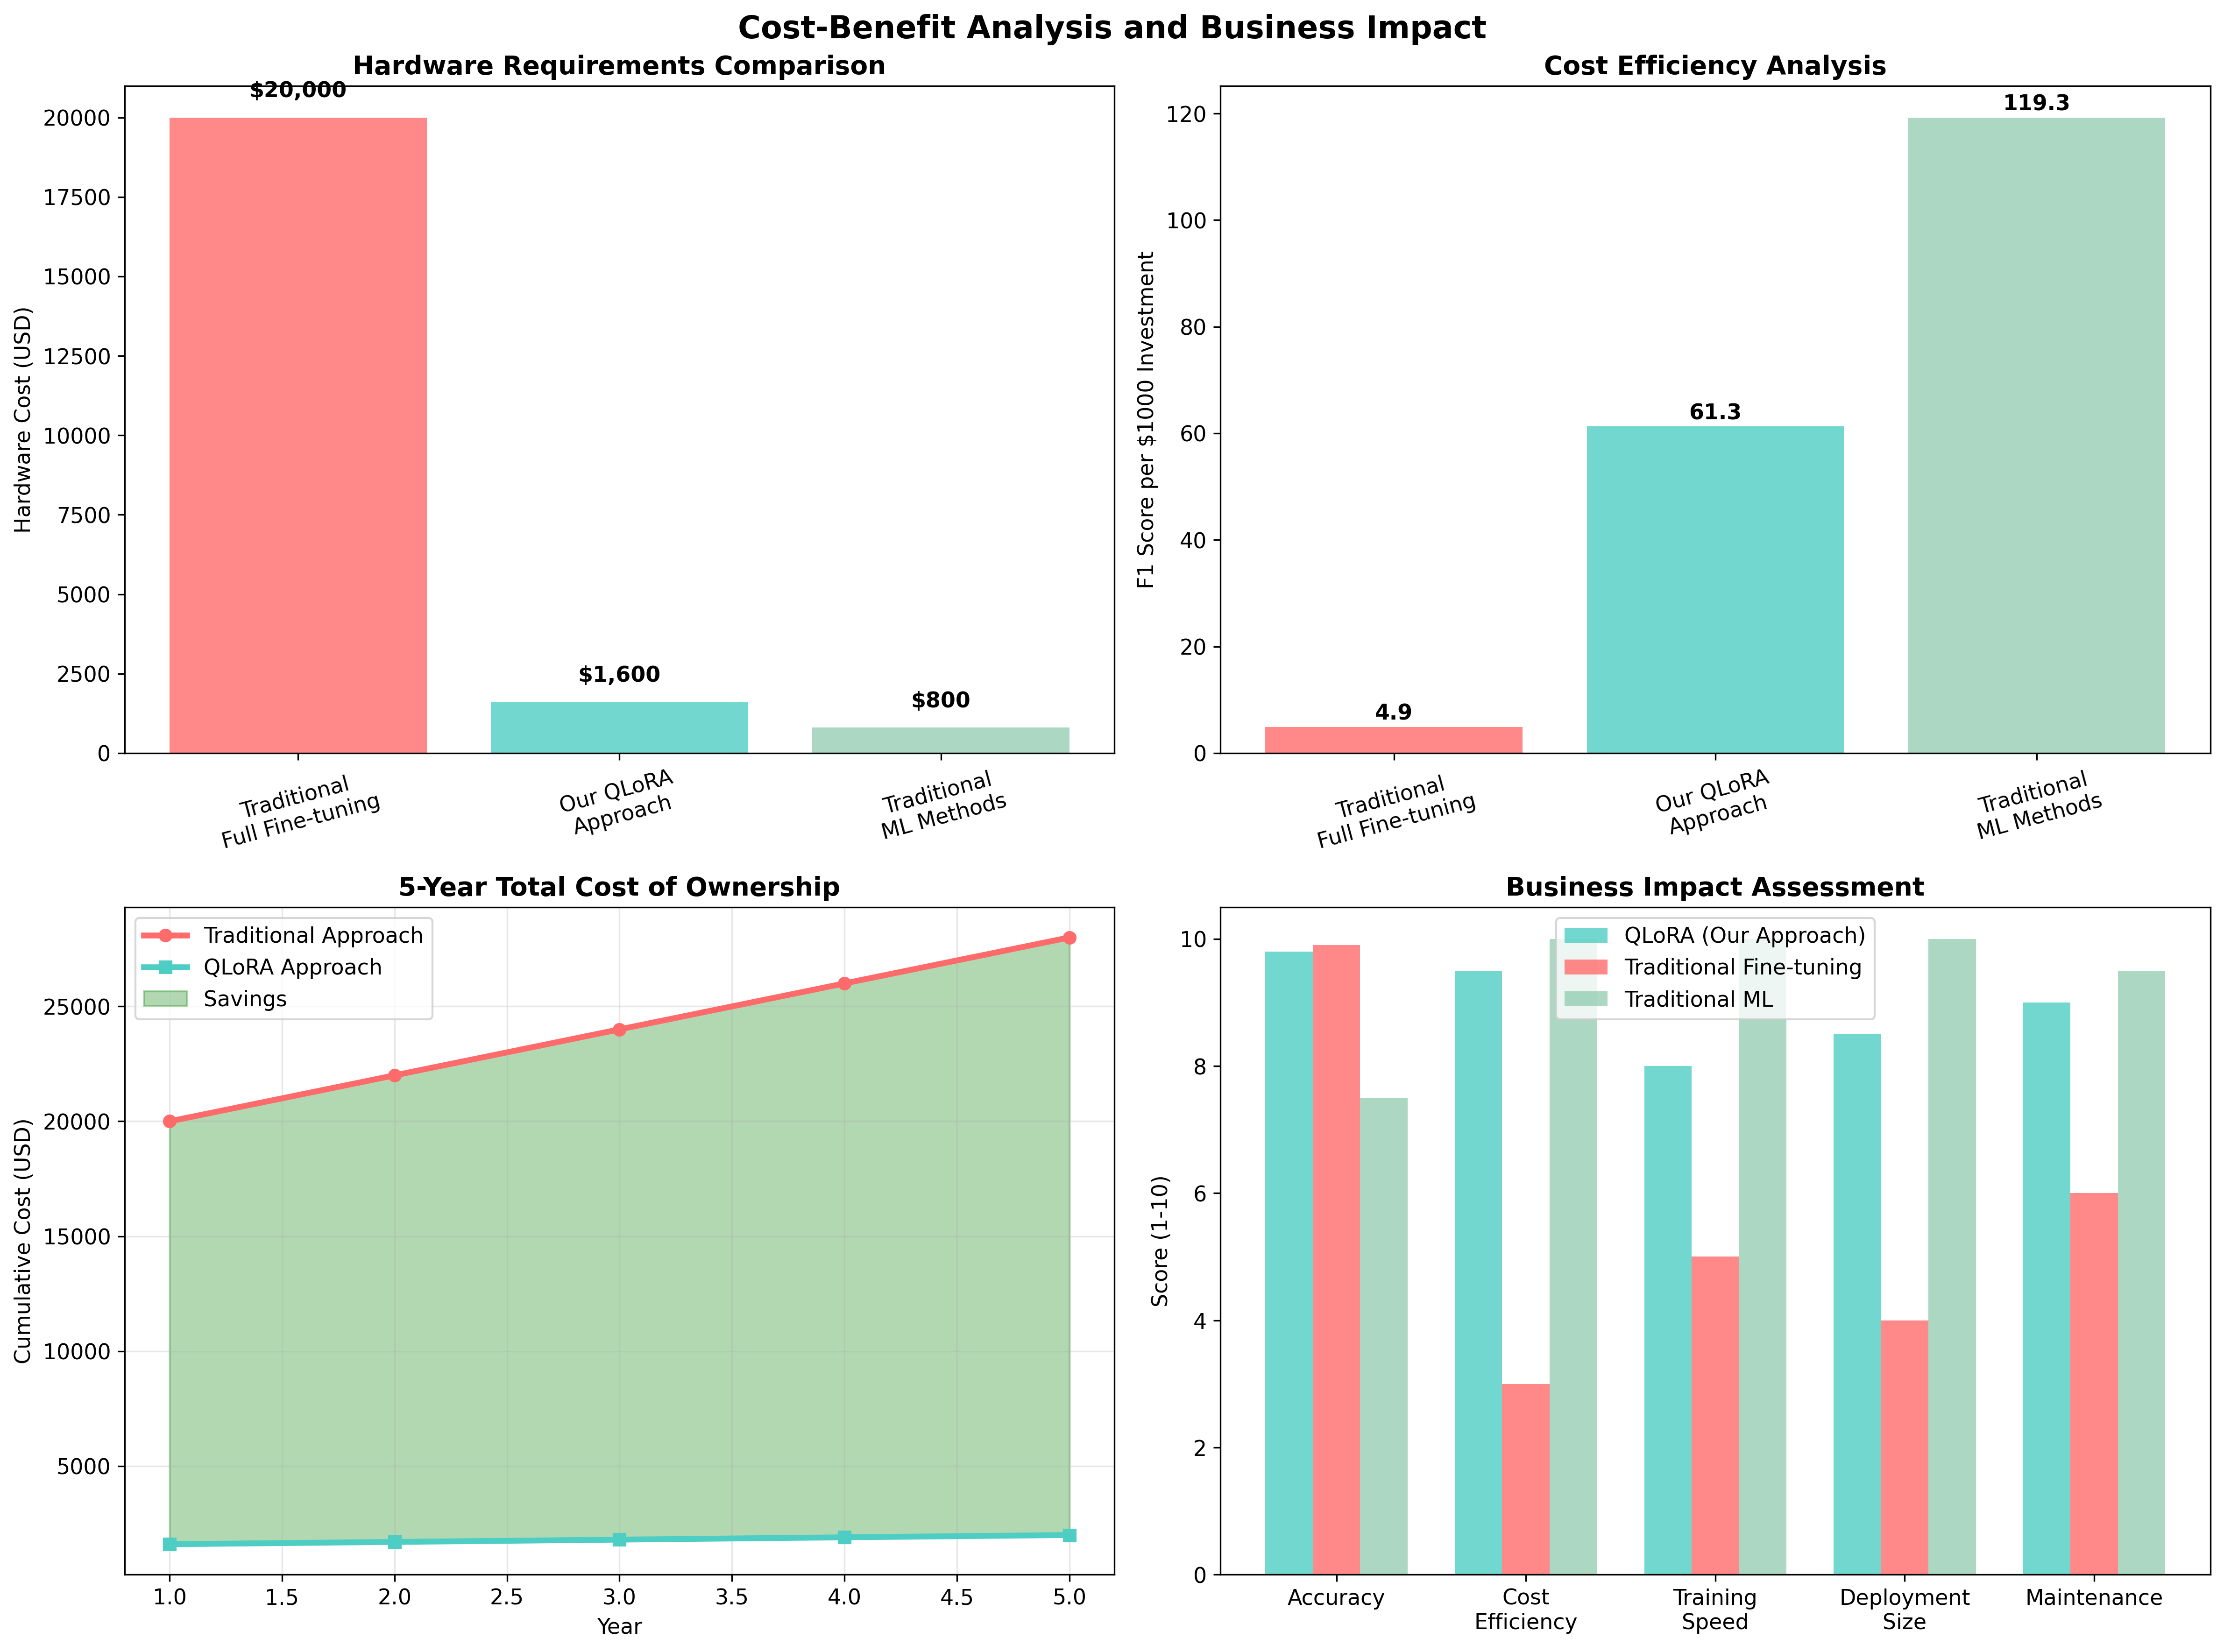 Cost-Benefit Analysis and Business Impact
Hardware Requirements Comparison
Hardware Cost (USD)
20000
17500
15000
12500
10000
7500
5000
2500
0
$20,000
$1,600
$800
Traditional
Full Fine-tuning
Our QLoRA
Approach
Traditional
ML Methods
Cost Efficiency Analysis
F1 Score per $1000 Investment
120
100
80
60
40
20
0
4.9
61.3
119.3
Traditional
Full Fine-tuning
Our QLoRA
Approach
Traditional
ML Methods
5-Year Total Cost of Ownership
Cumulative Cost (USD)
25000
20000
15000
10000
5000
Traditional Approach
QLoRA Approach
Savings
1.0
1.5
2.0
2.5
3.0
3.5
4.0
4.5
5.0
Year
Business Impact Assessment
Score (1-10)
10
8
6
4
2
0
QLoRA (Our Approach)
Traditional Fine-tuning
Traditional ML
Accuracy
Cost
Efficiency
Training
Speed
Deployment
Size
Maintenance